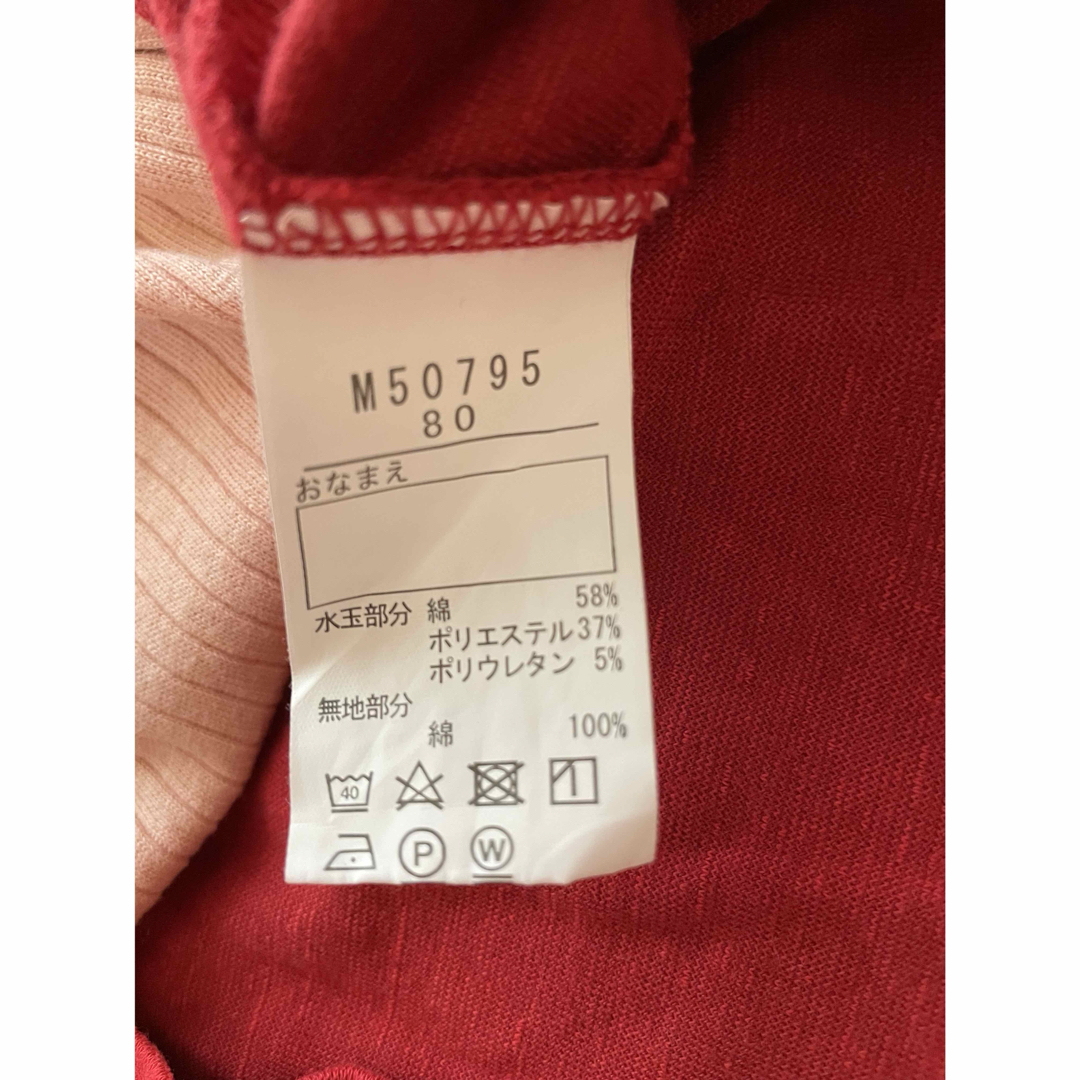 M50795
80
おなまえ
水玉部分 綿 58%
ポリエステル 37%
ポリウレタン 5%
無地部分
綿 100%
40
P W